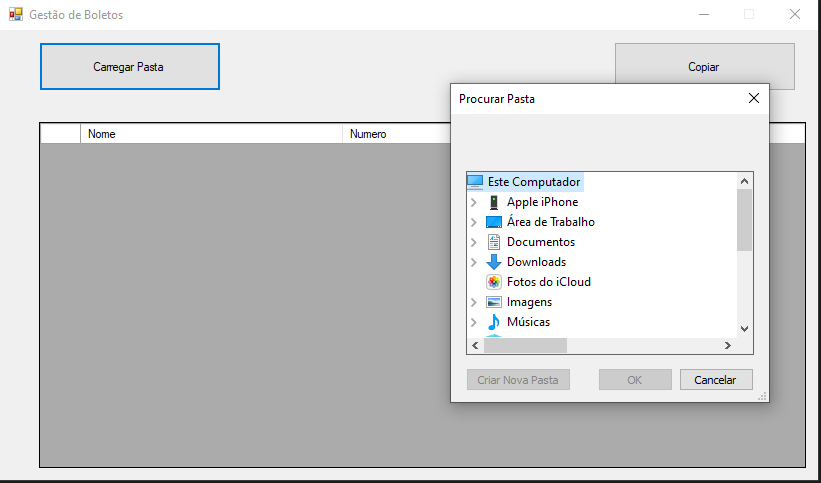 Gestão de Boletos
Carregar Pasta
Copiar
Nome
Numero
Procurar Pasta
Este Computador
Apple iPhone
Área de Trabalho
Documentos
Downloads
Fotos do iCloud
Imagens
Músicas
Criar Nova Pasta
OK
Cancelar